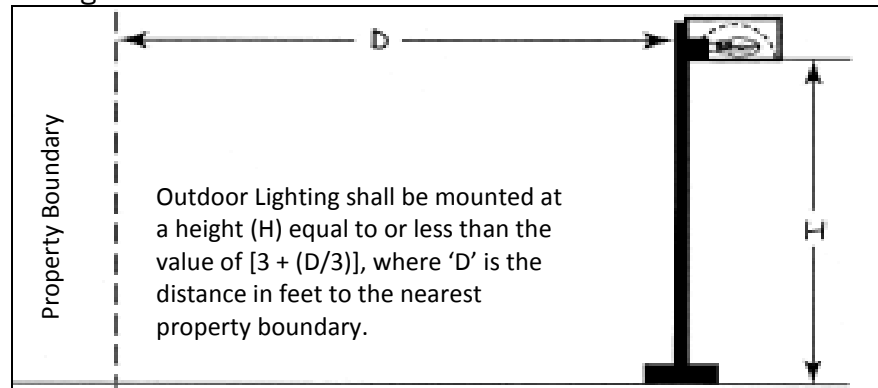 D
Property Boundary
Outdoor Lighting shall be mounted at
a height (H) equal to or less than the
value of [3 + (D/3)], where ‘D’ is the
distance in feet to the nearest
property boundary.
H